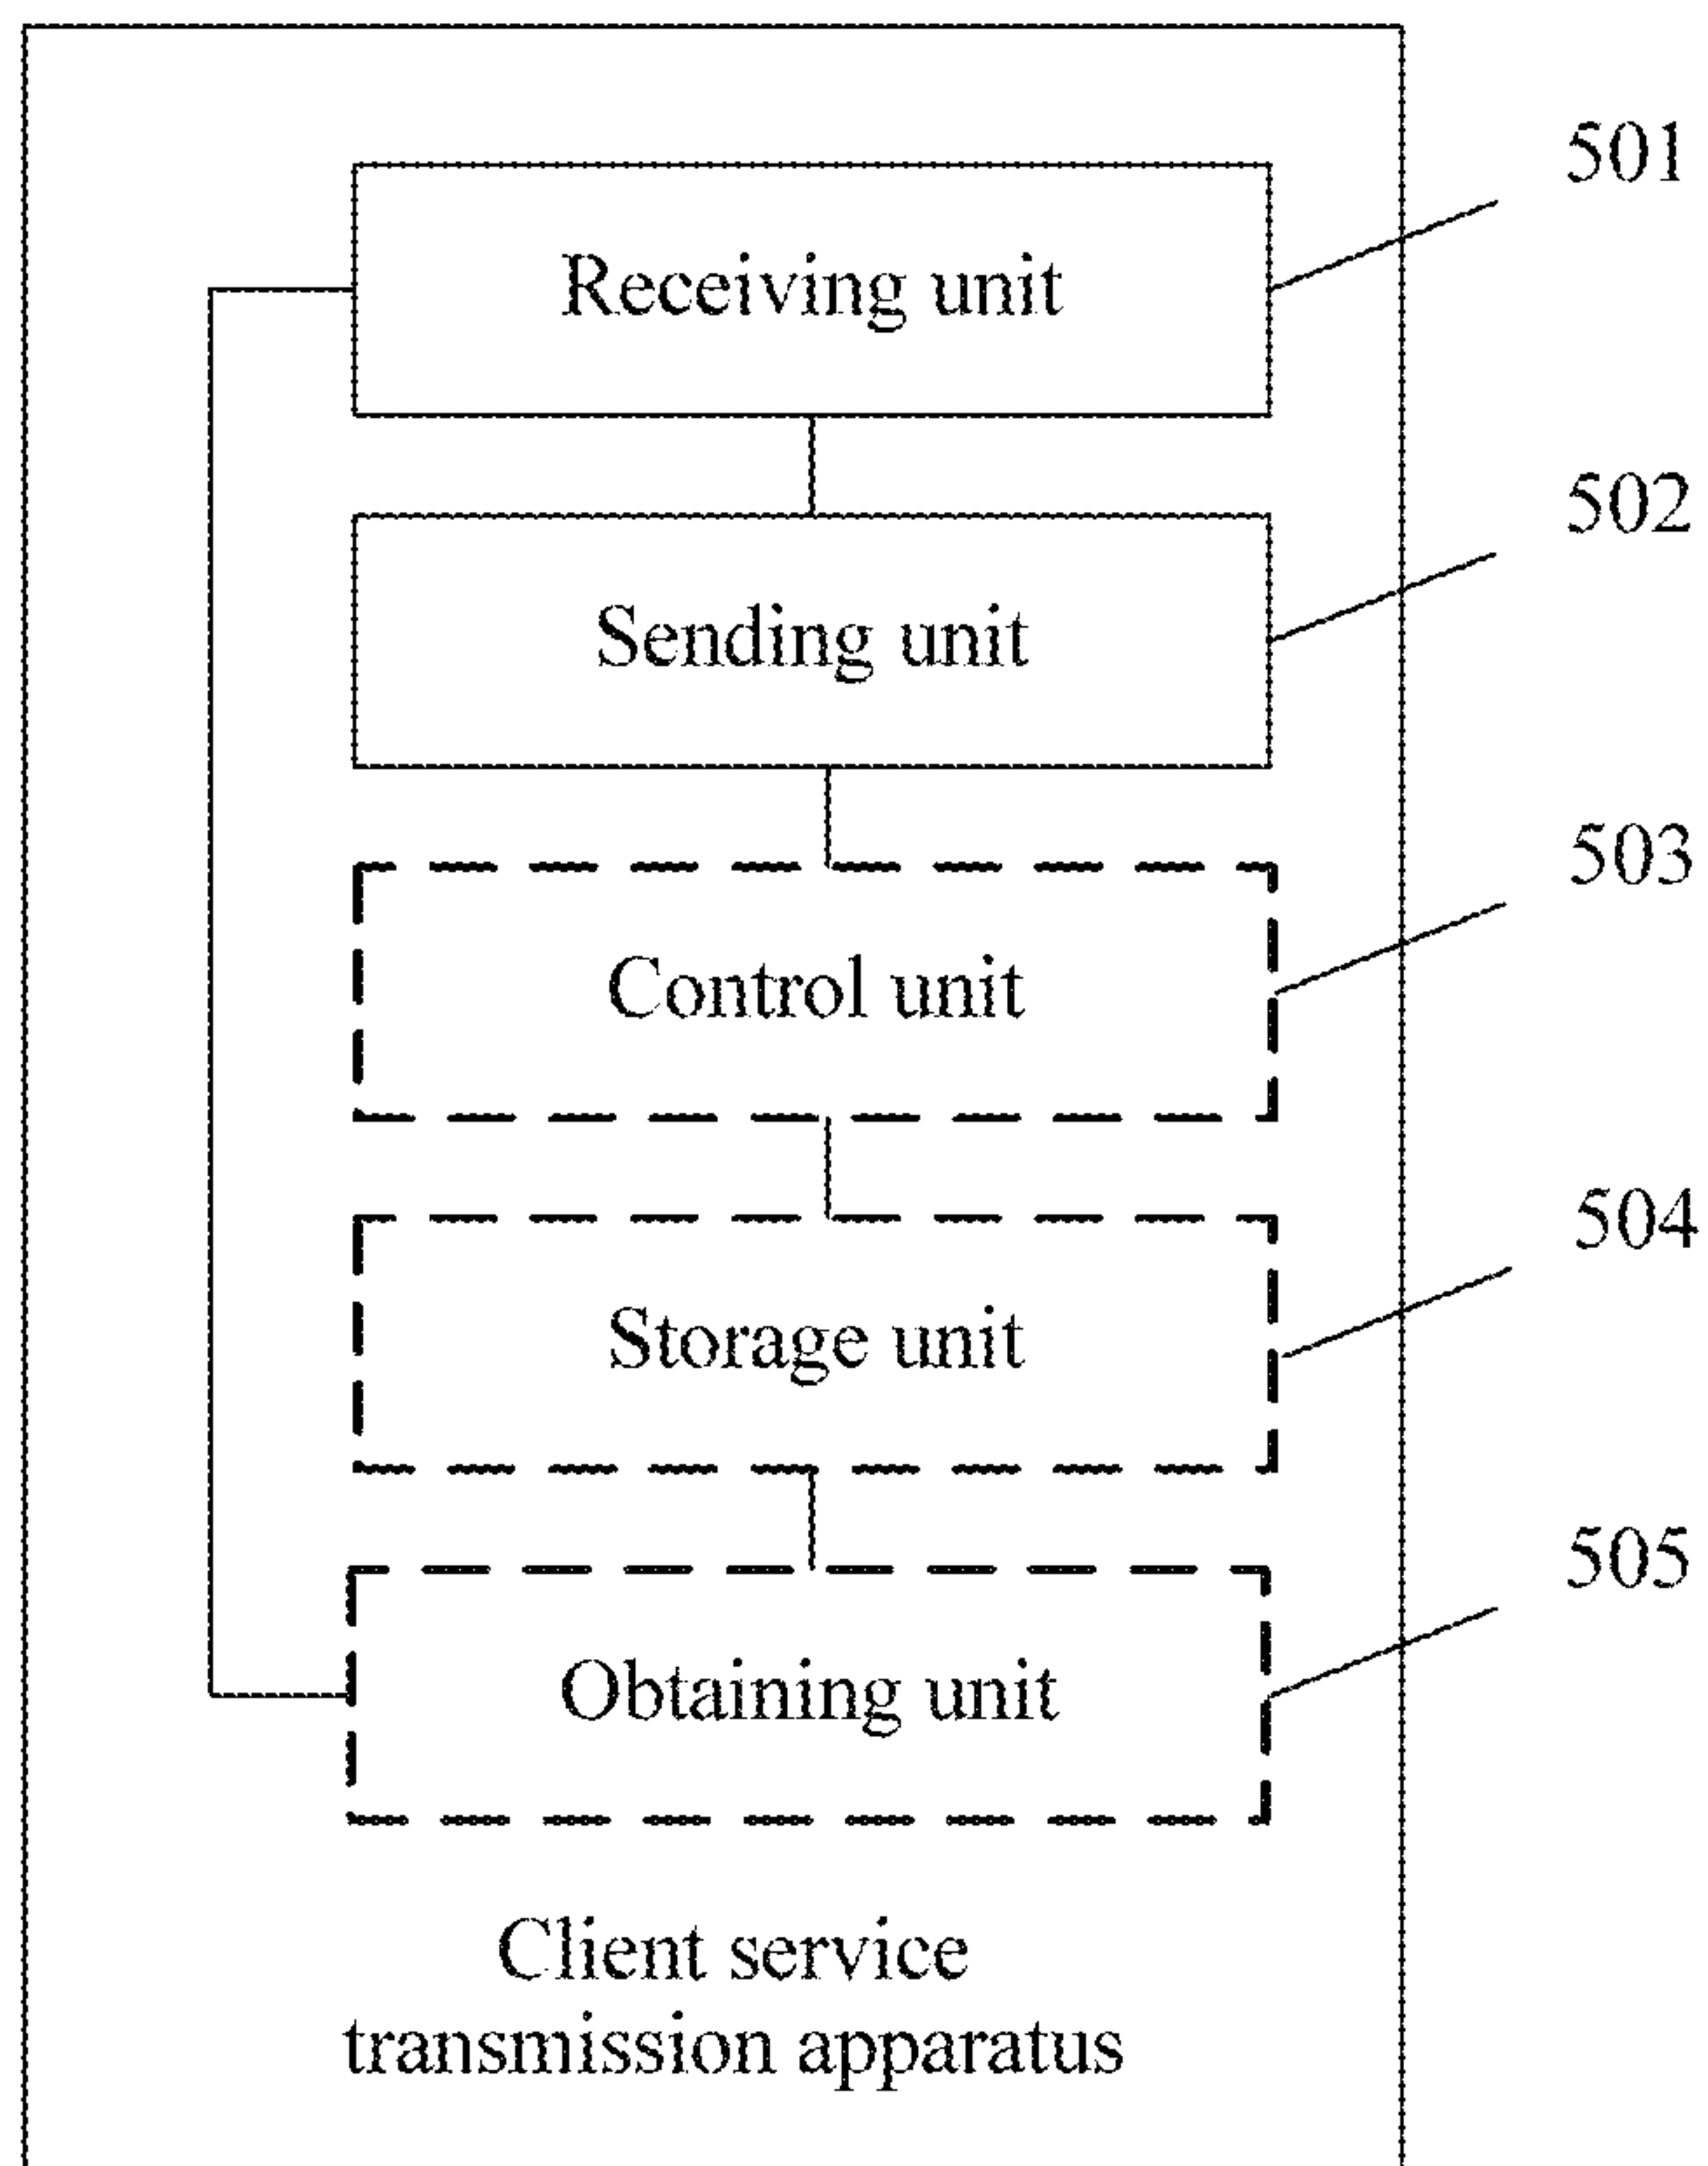 501
Receiving unit
502
Sending unit
503
Control unit
504
Storage unit
505
Obtaining unit
Client service
transmission apparatus